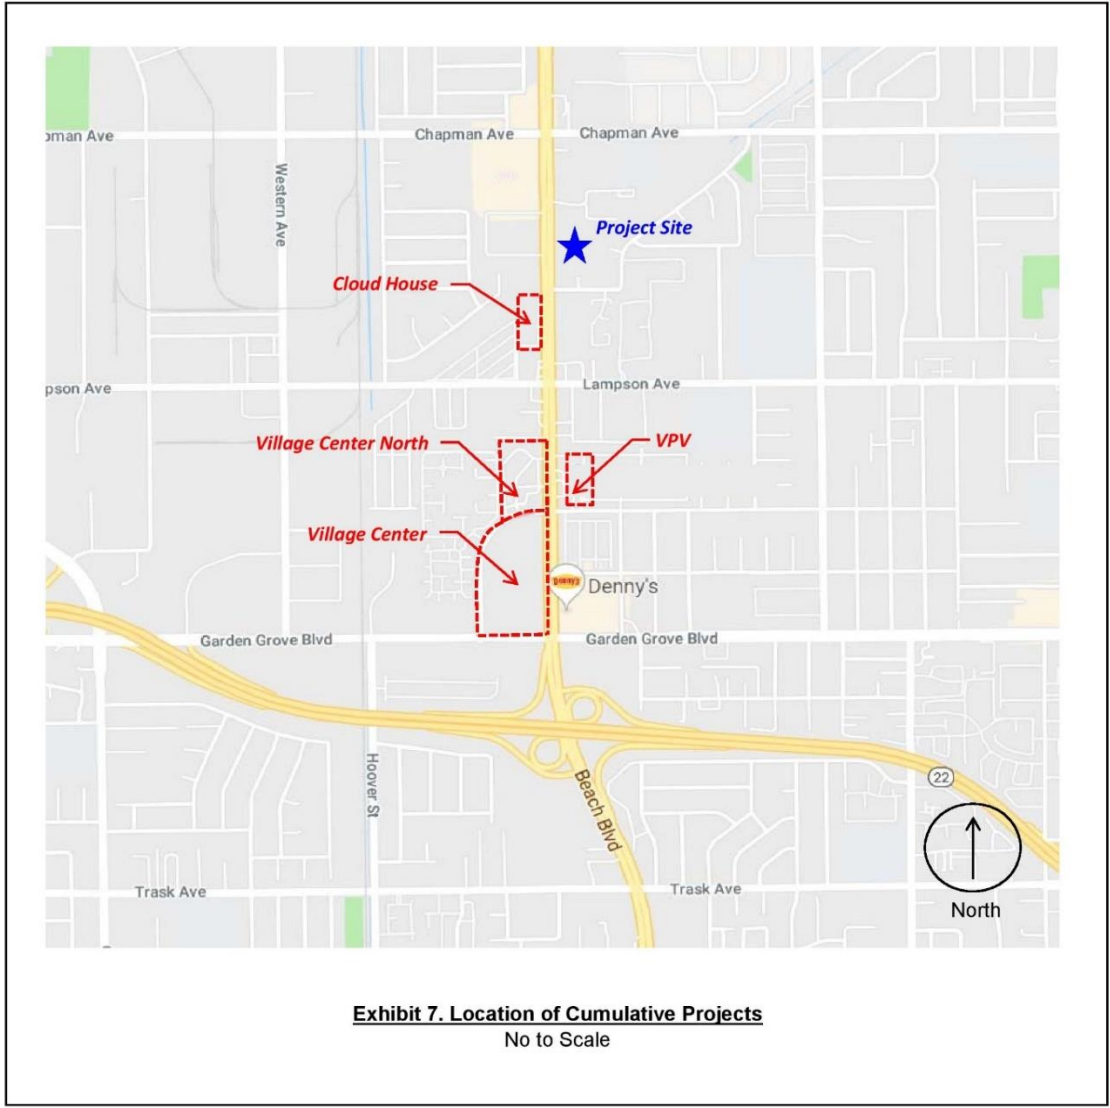 oman Ave
Chapman Ave
Chapman Ave
Western Ave
Project Site
Cloud House
pson Ave
Lampson Ave
Village Center North
VPV
Village Center
Denny's
Denny's
Garden Grove Blvd
Garden Grove Blvd
Hoover St
Beach Blvd
22
Trask Ave
Trask Ave
North
Exhibit 7. Location of Cumulative Projects
No to Scale